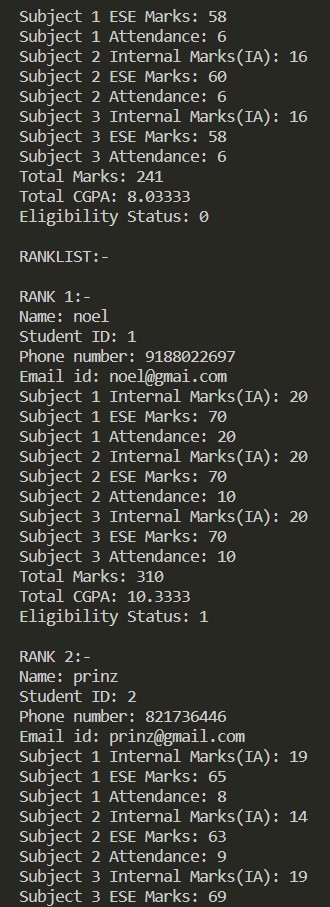 Subject 1 ESE Marks: 58
Subject 1 Attendance: 6
Subject 2 Internal Marks(IA): 16
Subject 2 ESE Marks: 60
Subject 2 Attendance: 6
Subject 3 Internal Marks(IA): 16
Subject 3 ESE Marks: 58
Subject 3 Attendance: 6
Total Marks: 241
Total CGPA: 8.03333
Eligibility Status: 0
RANKLIST:-
RANK 1:-
Name: noel
Student ID: 1
Phone number: 9188022697
Email id: noel@gmai.com
Subject 1 Internal Marks(IA): 20
Subject 1 ESE Marks: 70
Subject 1 Attendance: 20
Subject 2 Internal Marks(IA): 20
Subject 2 ESE Marks: 70
Subject 2 Attendance: 10
Subject 3 Internal Marks(IA): 20
Subject 3 ESE Marks: 70
Subject 3 Attendance: 10
Total Marks: 310
Total CGPA: 10.3333
Eligibility Status: 1
RANK 2:-
Name: prinz
Student ID: 2
Phone number: 821736446
Email id: prinz@gmail.com
Subject 1 Internal Marks(IA): 19
Subject 1 ESE Marks: 65
Subject 1 Attendance: 8
Subject 2 Internal Marks(IA): 14
Subject 2 ESE Marks: 63
Subject 2 Attendance: 9
Subject 3 Internal Marks(IA): 19
Subject 3 ESE Marks: 69